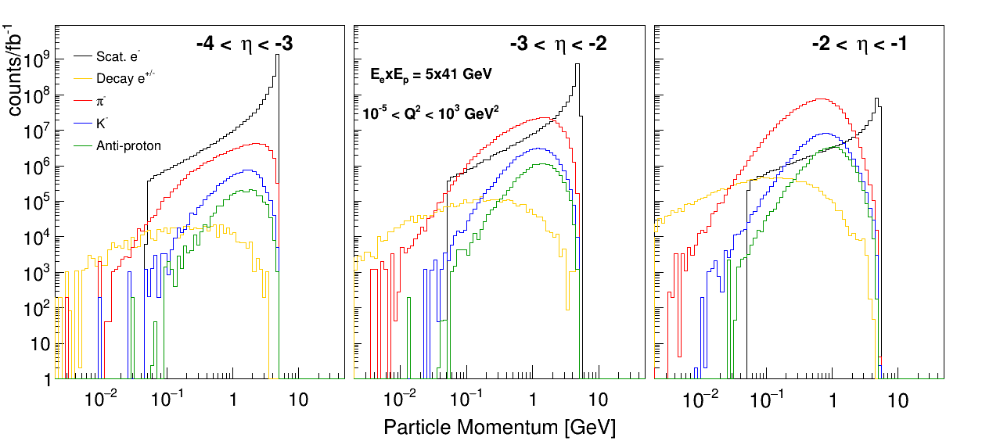 counts/fb⁻¹
-4 < η < -3
-3 < η < -2
-2 < η < -1
Scat. e⁻
Decay e⁺/⁻
π⁻
K⁻
Anti-proton
EₑxEₚ = 5x41 GeV
10⁻⁵ < Q² < 10³ GeV²
10⁹
10⁸
10⁷
10⁶
10⁵
10⁴
10³
10²
10
1
10⁻² 10⁻¹ 1 10
10⁻² 10⁻¹ 1 10
10⁻² 10⁻¹ 1 10
Particle Momentum [GeV]